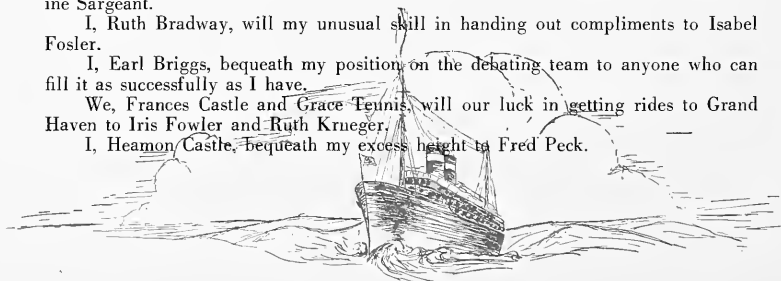 ine Sargeant.
I, Ruth Bradway, will my unusual skill in handing out compliments to Isabel
Fosler.
I, Earl Briggs, bequeath my position on the debating team to anyone who can
fill it as successfully as I have.
We, Frances Castle and Grace Teunis, will our luck in getting rides to Grand
Haven to Iris Fowler and Ruth Krueger.
I, Heamon Castle, bequeath my excess height to Fred Peck.